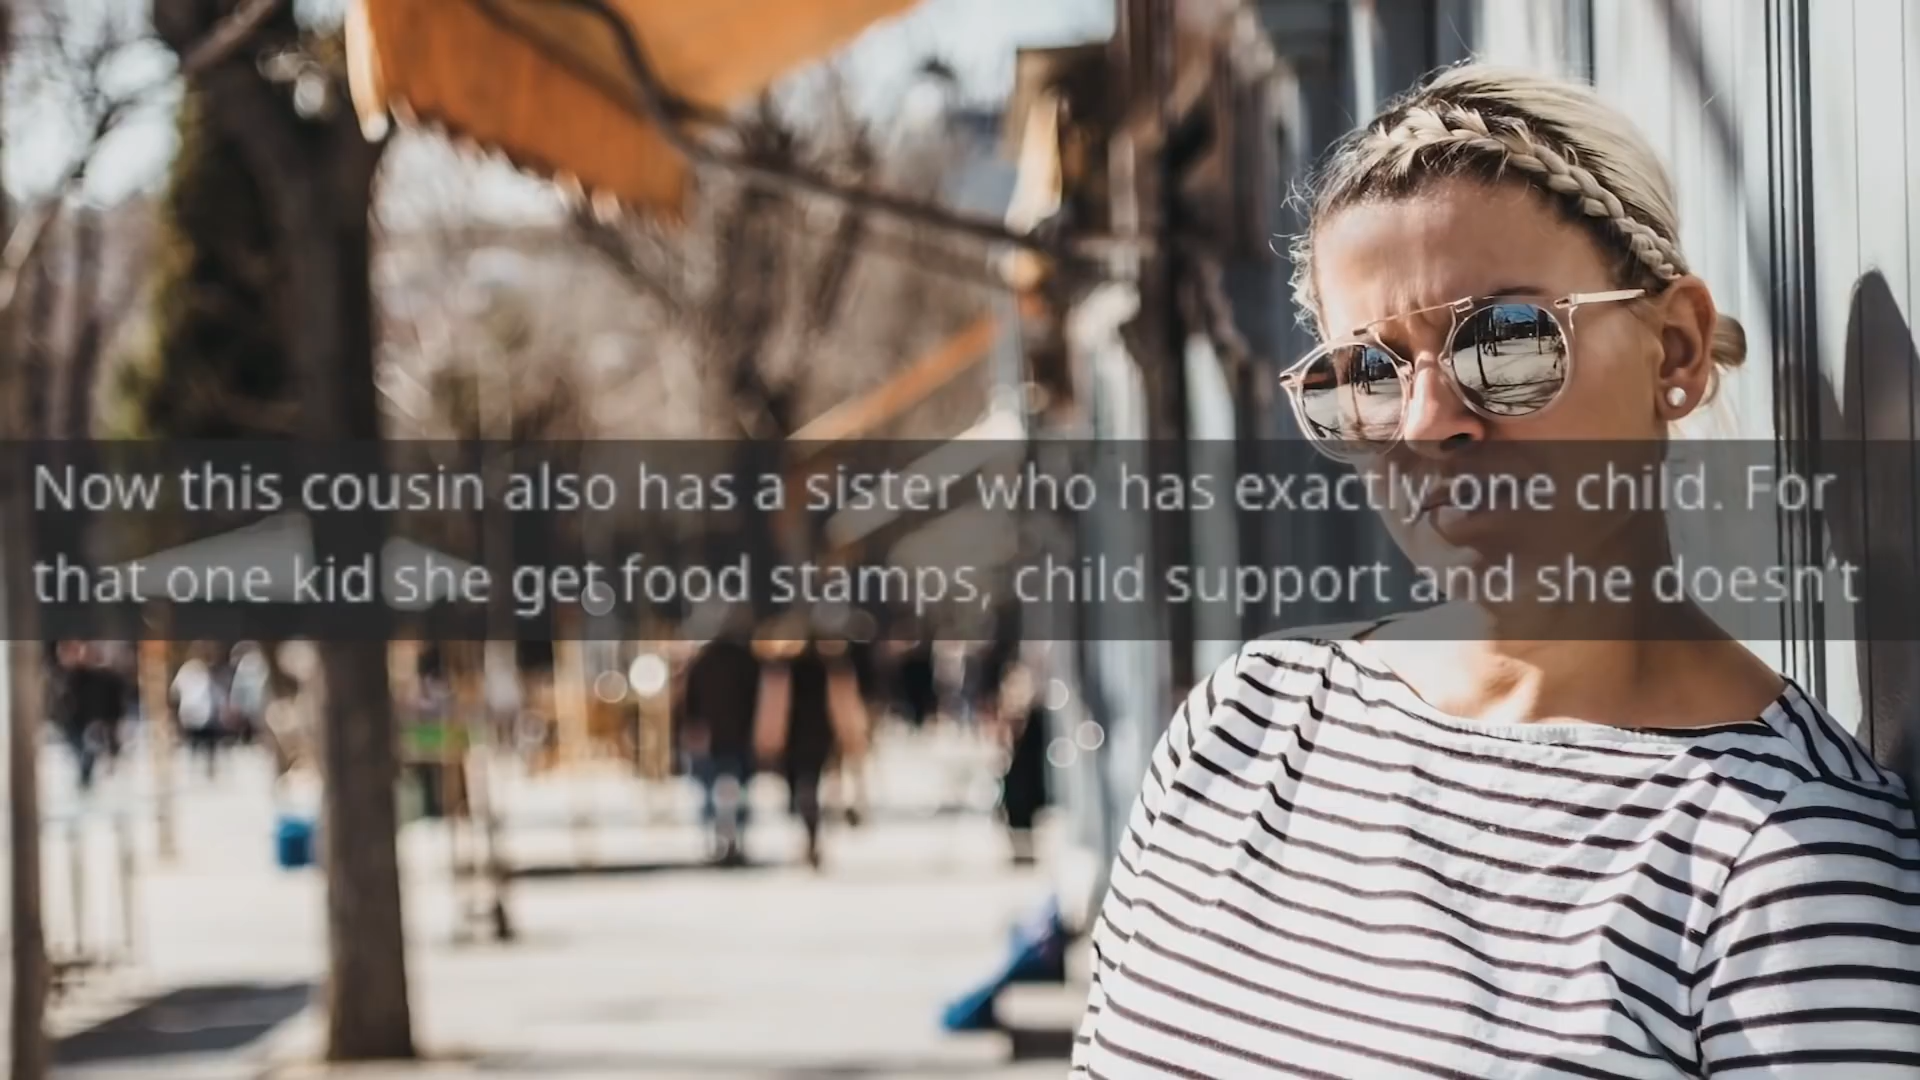 Now this cousin also has a sister who has exactly one child. For
that one kid she get food stamps, child support and she doesn't